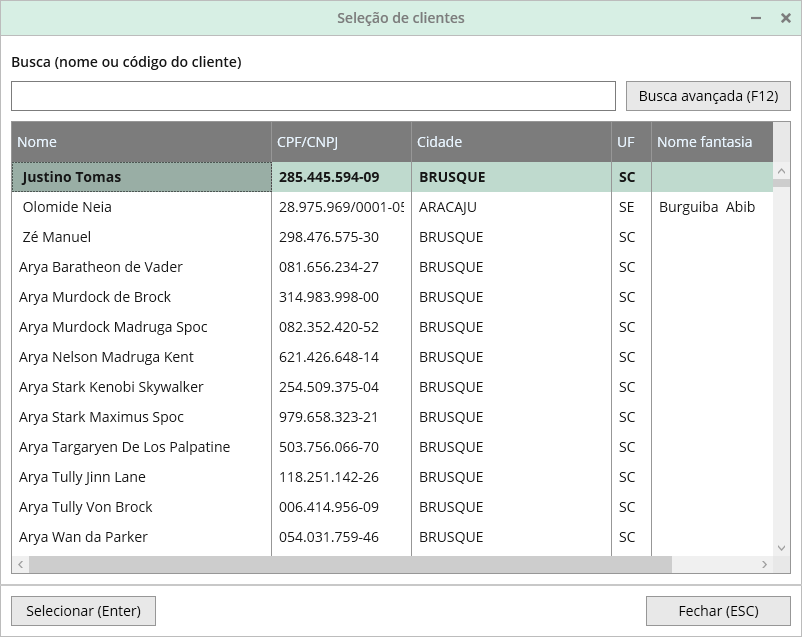 Seleção de clientes
Busca (nome ou código do cliente)
Busca avançada (F12)
Nome CPF/CNPJ Cidade UF Nome fantasia
Justino Tomas 285.445.594-09 BRUSQUE SC
Olomide Neia 28.975.969/0001-05 ARACAJU SE Burguiba Abib
Zé Manuel 298.476.575-30 BRUSQUE SC
Arya Baratheon de Vader 081.656.234-27 BRUSQUE SC
Arya Murdock de Brock 314.983.998-00 BRUSQUE SC
Arya Murdock Madruga Spoc 082.352.420-52 BRUSQUE SC
Arya Nelson Madruga Kent 621.426.648-14 BRUSQUE SC
Arya Stark Kenobi Skywalker 254.509.375-04 BRUSQUE SC
Arya Stark Maximus Spoc 979.658.323-21 BRUSQUE SC
Arya Targaryen De Los Palpatine 503.756.066-70 BRUSQUE SC
Arya Tully Jinn Lane 118.251.142-26 BRUSQUE SC
Arya Tully Von Brock 006.414.956-09 BRUSQUE SC
Arya Wan da Parker 054.031.759-46 BRUSQUE SC
Selecionar (Enter) Fechar (ESC)